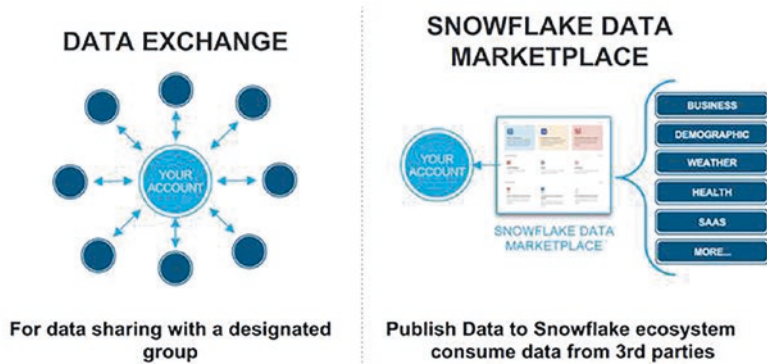 DATA EXCHANGE
YOUR
ACCOUNT
For data sharing with a designated
group
SNOWFLAKE DATA
MARKETPLACE
YOUR
ACCOUNT
SNOWFLAKE DATA
MARKETPLACE
BUSINESS
DEMOGRAPHIC
WEATHER
HEALTH
SAAS
MORE...
Publish Data to Snowflake ecosystem
consume data from 3rd parties